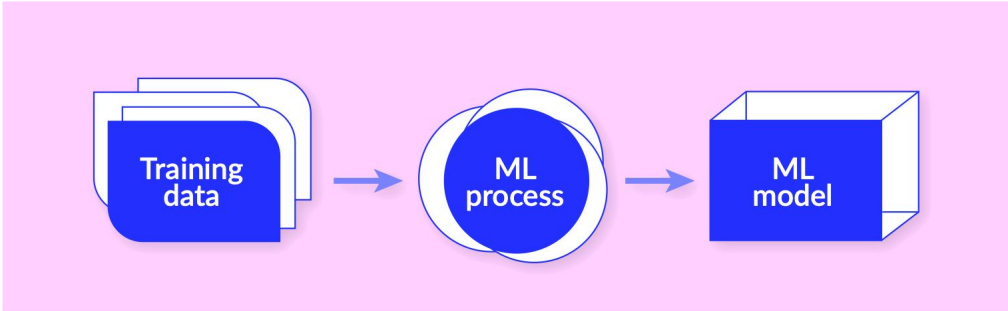 Training
data
ML
process
ML
model